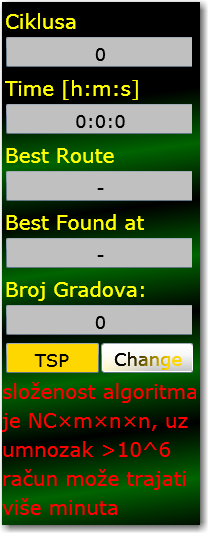 Ciklusa
0
Time [h:m:s]
0:0:0
Best Route
-
Best Found at
-
Broj Gradova:
0
TSP Change
složenost algoritma
je NC×m×n×n, uz
umnozak >10^6
račun može trajati
više minuta